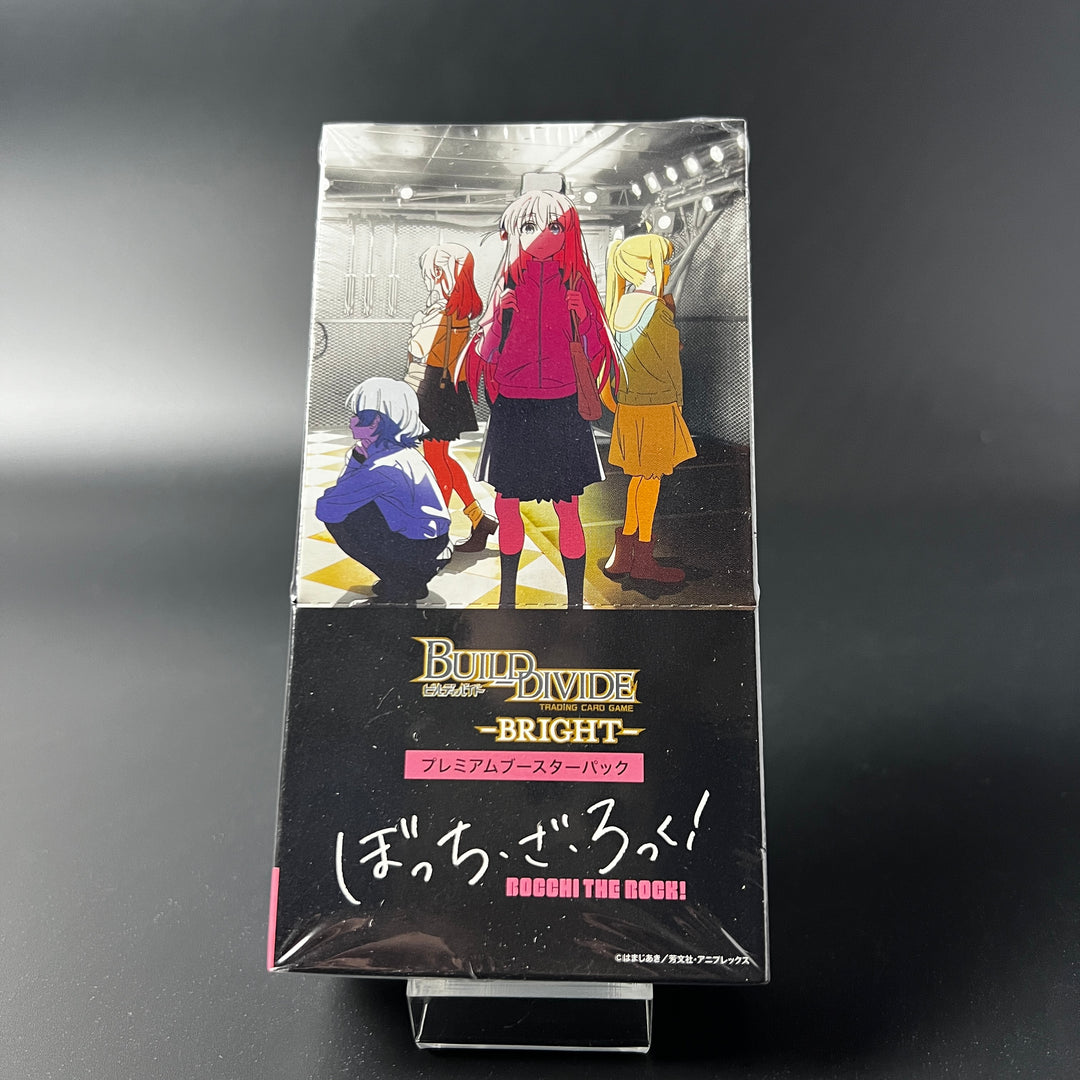 BUILD DIVIDE
ビルディバイド
TRADING CARD GAME
-BRIGHT-
プレミアムブースターパック
ぼっち・ざ・ろっく!
BOCCHI THE ROCK!
©はまじあき/芳文社・アニプレックス